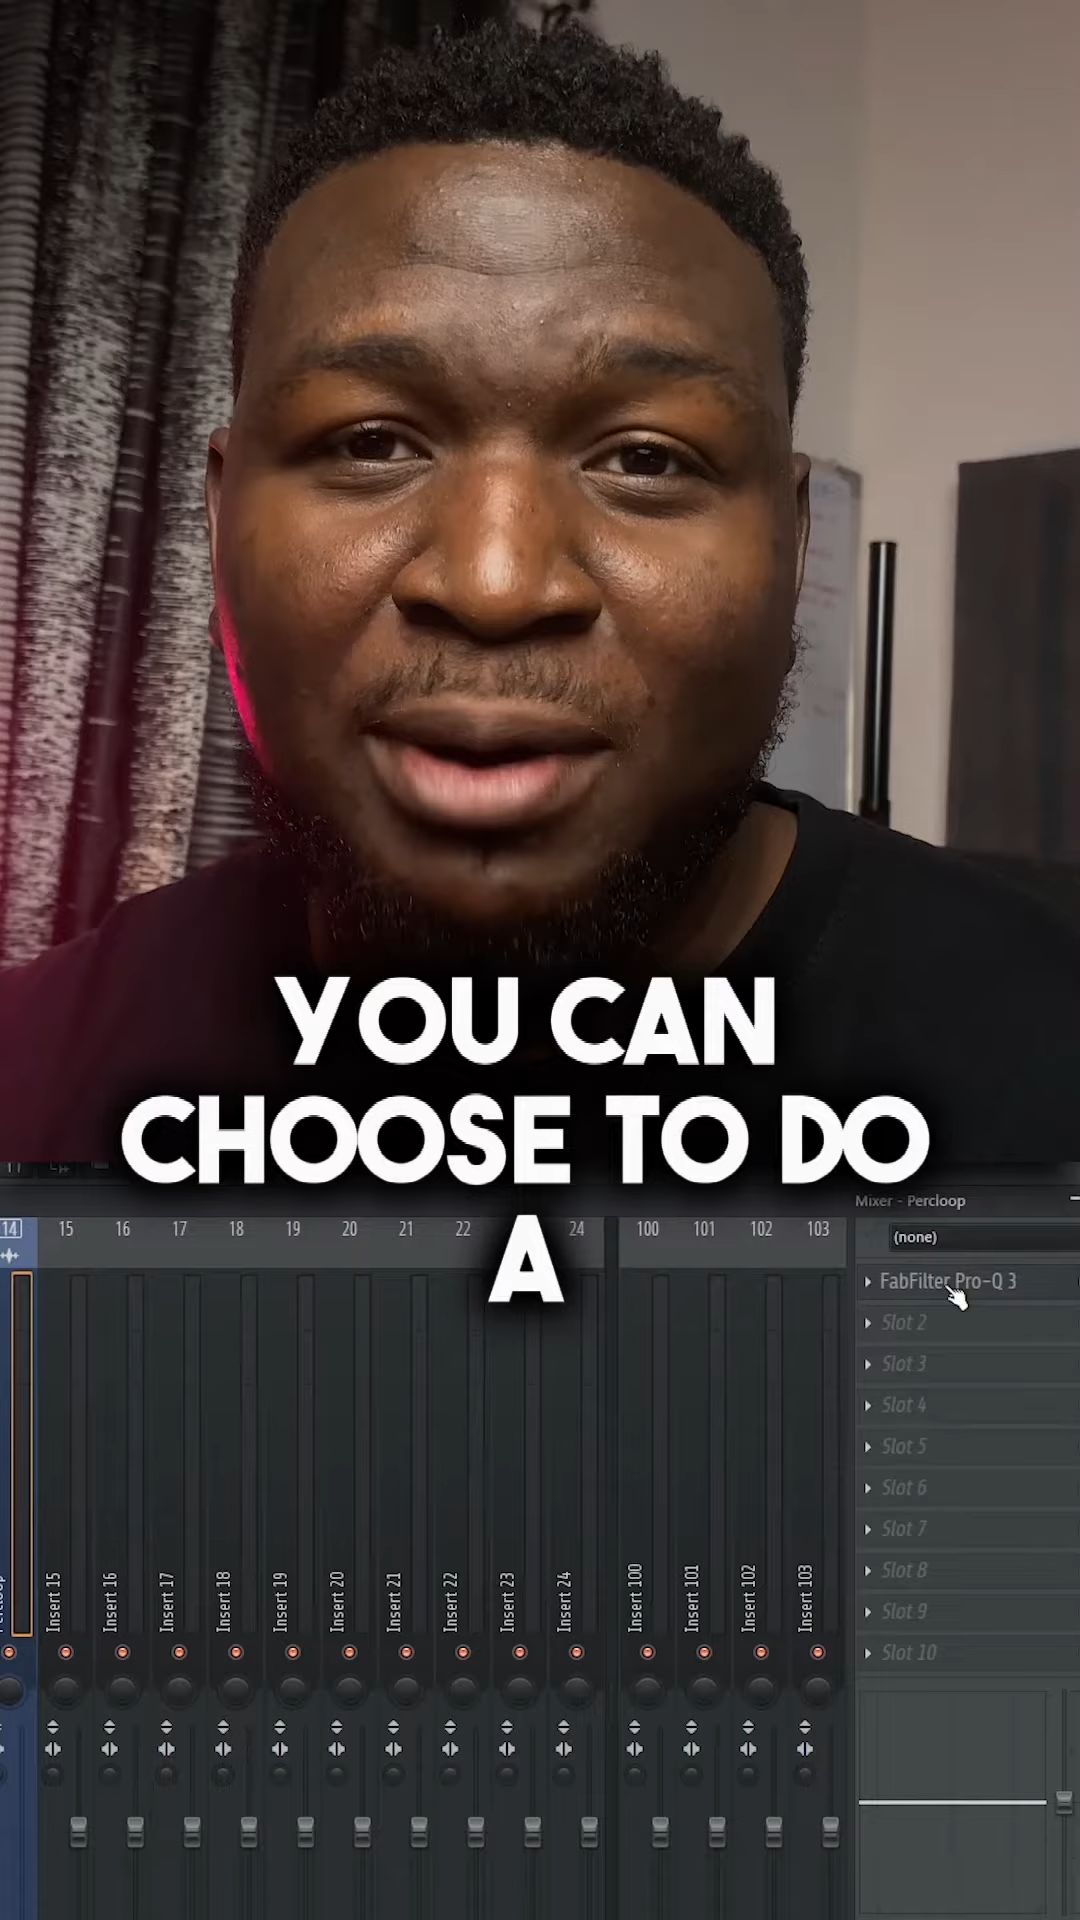 YOU CAN
CHOOSE TO DO
A
Mixer - Percloop
14 15 16 17 18 19 20 21 22 24 100 101 102 103
(none)
FabFilter Pro-Q 3
Slot 2
Slot 3
Slot 4
Slot 5
Slot 6
Slot 7
Slot 8
Slot 9
Slot 10
Percloop
Insert 15
Insert 16
Insert 17
Insert 18
Insert 19
Insert 20
Insert 21
Insert 22
Insert 23
Insert 24
Insert 100
Insert 101
Insert 102
Insert 103